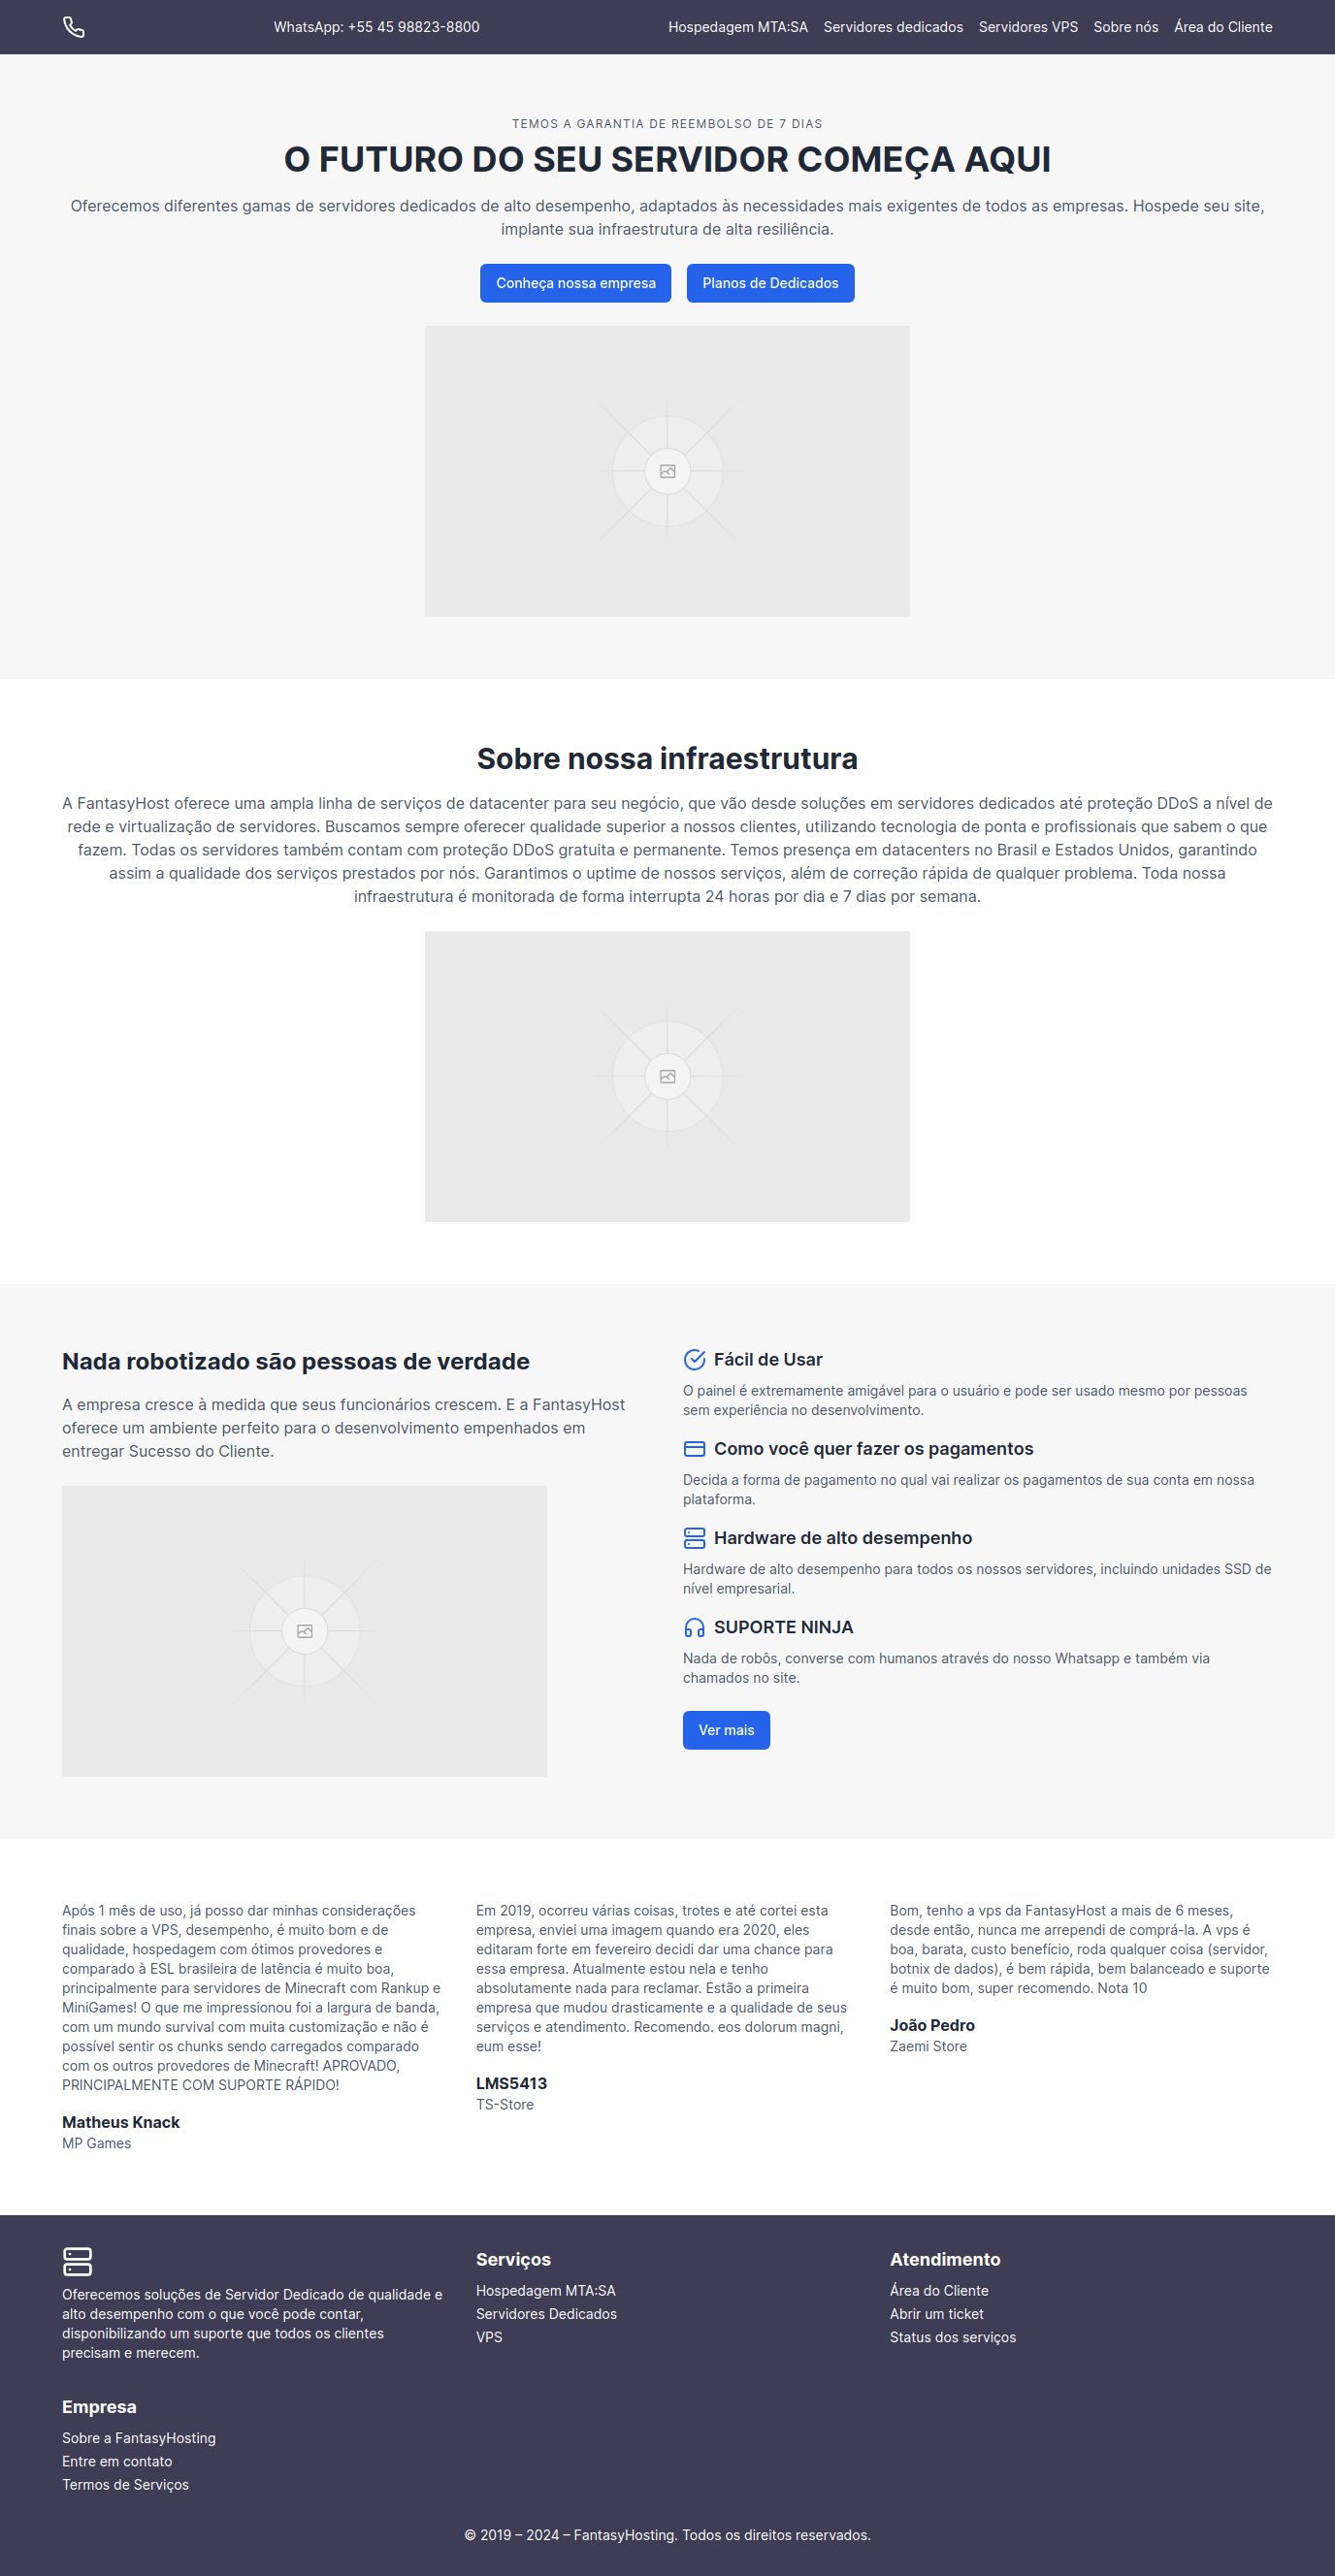 WhatsApp: +55 45 98823-8800
Hospedagem MTA:SA Servidores dedicados Servidores VPS Sobre nós Área do Cliente
TEMOS A GARANTIA DE REEMBOLSO DE 7 DIAS
O FUTURO DO SEU SERVIDOR COMEÇA AQUI
Oferecemos diferentes gamas de servidores dedicados de alto desempenho, adaptados às necessidades mais exigentes de todos as empresas. Hospede seu site,
implante sua infraestrutura de alta resiliência.
Conheça nossa empresa
Planos de Dedicados
Sobre nossa infraestrutura
A FantasyHost oferece uma ampla linha de serviços de datacenter para seu negócio, que vão desde soluções em servidores dedicados até proteção DDoS a nível de
rede e virtualização de servidores. Buscamos sempre oferecer qualidade superior a nossos clientes, utilizando tecnologia de ponta e profissionais que sabem o que
fazem. Todas os servidores também contam com proteção DDoS gratuita e permanente. Temos presença em datacenters no Brasil e Estados Unidos, garantindo
assim a qualidade dos serviços prestados por nós. Garantimos o uptime de nossos serviços, além de correção rápida de qualquer problema. Toda nossa
infraestrutura é monitorada de forma interrupta 24 horas por dia e 7 dias por semana.
Nada robotizado são pessoas de verdade
A empresa cresce à medida que seus funcionários crescem. E a FantasyHost
oferece um ambiente perfeito para o desenvolvimento empenhados em
entregar Sucesso do Cliente.
Fácil de Usar
O painel é extremamente amigável para o usuário e pode ser usado mesmo por pessoas
sem experiência no desenvolvimento.
Como você quer fazer os pagamentos
Decida a forma de pagamento no qual vai realizar os pagamentos de sua conta em nossa
plataforma.
Hardware de alto desempenho
Hardware de alto desempenho para todos os nossos servidores, incluindo unidades SSD de
nível empresarial.
SUPORTE NINJA
Nada de robôs, converse com humanos através do nosso Whatsapp e também via
chamados no site.
Ver mais
Após 1 mês de uso, já posso dar minhas considerações
finais sobre a VPS, desempenho, é muito bom e de
qualidade, hospedagem com ótimos provedores e
comparado à ESL brasileira de latência é muito boa,
principalmente para servidores de Minecraft com Rankup e
MiniGames! O que me impressionou foi a largura de banda,
com um mundo survival com muita customização e não é
possível sentir os chunks sendo carregados comparado
com os outros provedores de Minecraft! APROVADO,
PRINCIPALMENTE COM SUPORTE RÁPIDO!
Matheus Knack
MP Games
Em 2019, ocorreu várias coisas, trotes e até cortei esta
empresa, enviei uma imagem quando era 2020, eles
editaram forte em fevereiro decidi dar uma chance para
essa empresa. Atualmente estou nela e tenho
absolutamente nada para reclamar. Estão a primeira
empresa que mudou drasticamente e a qualidade de seus
serviços e atendimento. Recomendo. eos dolorum magni,
eum esse!
LMS5413
TS-Store
Bom, tenho a vps da FantasyHost a mais de 6 meses,
desde então, nunca me arrependi de comprá-la. A vps é
boa, barata, custo benefício, roda qualquer coisa (servidor,
botnix de dados), é bem rápida, bem balanceado e suporte
é muito bom, super recomendo. Nota 10
João Pedro
Zaemi Store
Oferecemos soluções de Servidor Dedicado de qualidade e
alto desempenho com o que você pode contar,
disponibilizando um suporte que todos os clientes
precisam e merecem.
Serviços
Hospedagem MTA:SA
Servidores Dedicados
VPS
Atendimento
Área do Cliente
Abrir um ticket
Status dos serviços
Empresa
Sobre a FantasyHosting
Entre em contato
Termos de Serviços
© 2019 – 2024 – FantasyHosting. Todos os direitos reservados.